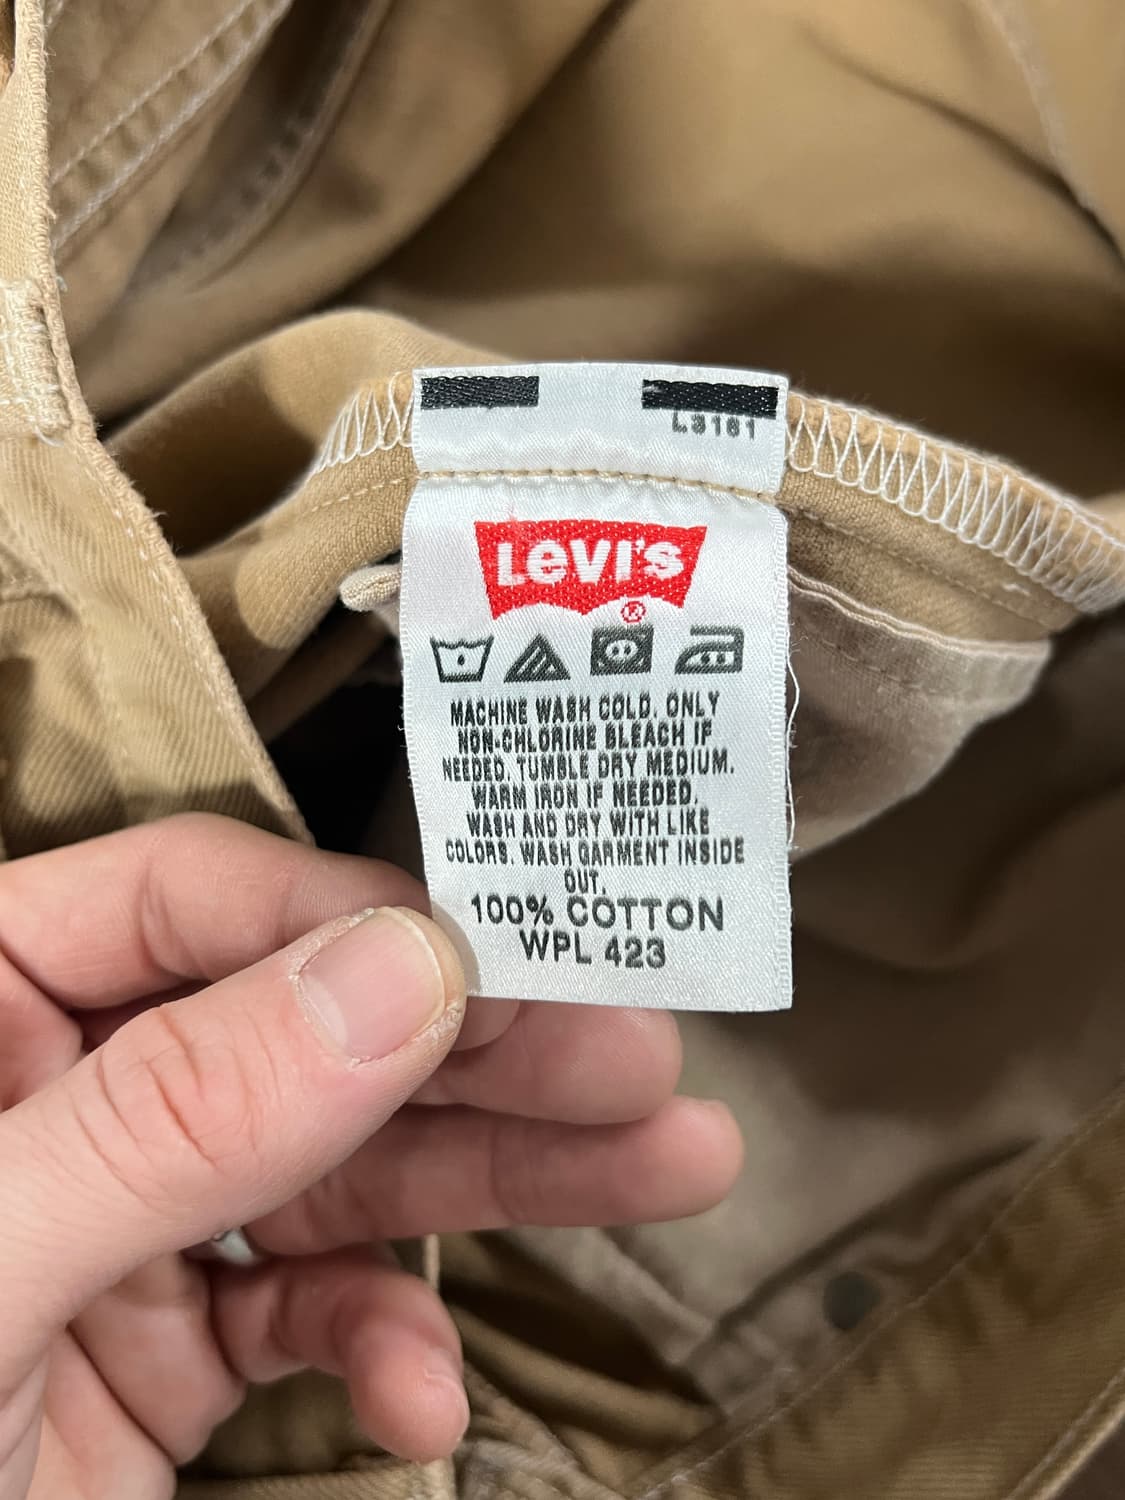 L3161
LEVI'S
®
MACHINE WASH COLD. ONLY
NON-CHLORINE BLEACH IF
NEEDED. TUMBLE DRY MEDIUM.
WARM IRON IF NEEDED.
WASH AND DRY WITH LIKE
COLORS. WASH GARMENT INSIDE
OUT.
100% COTTON
WPL 423